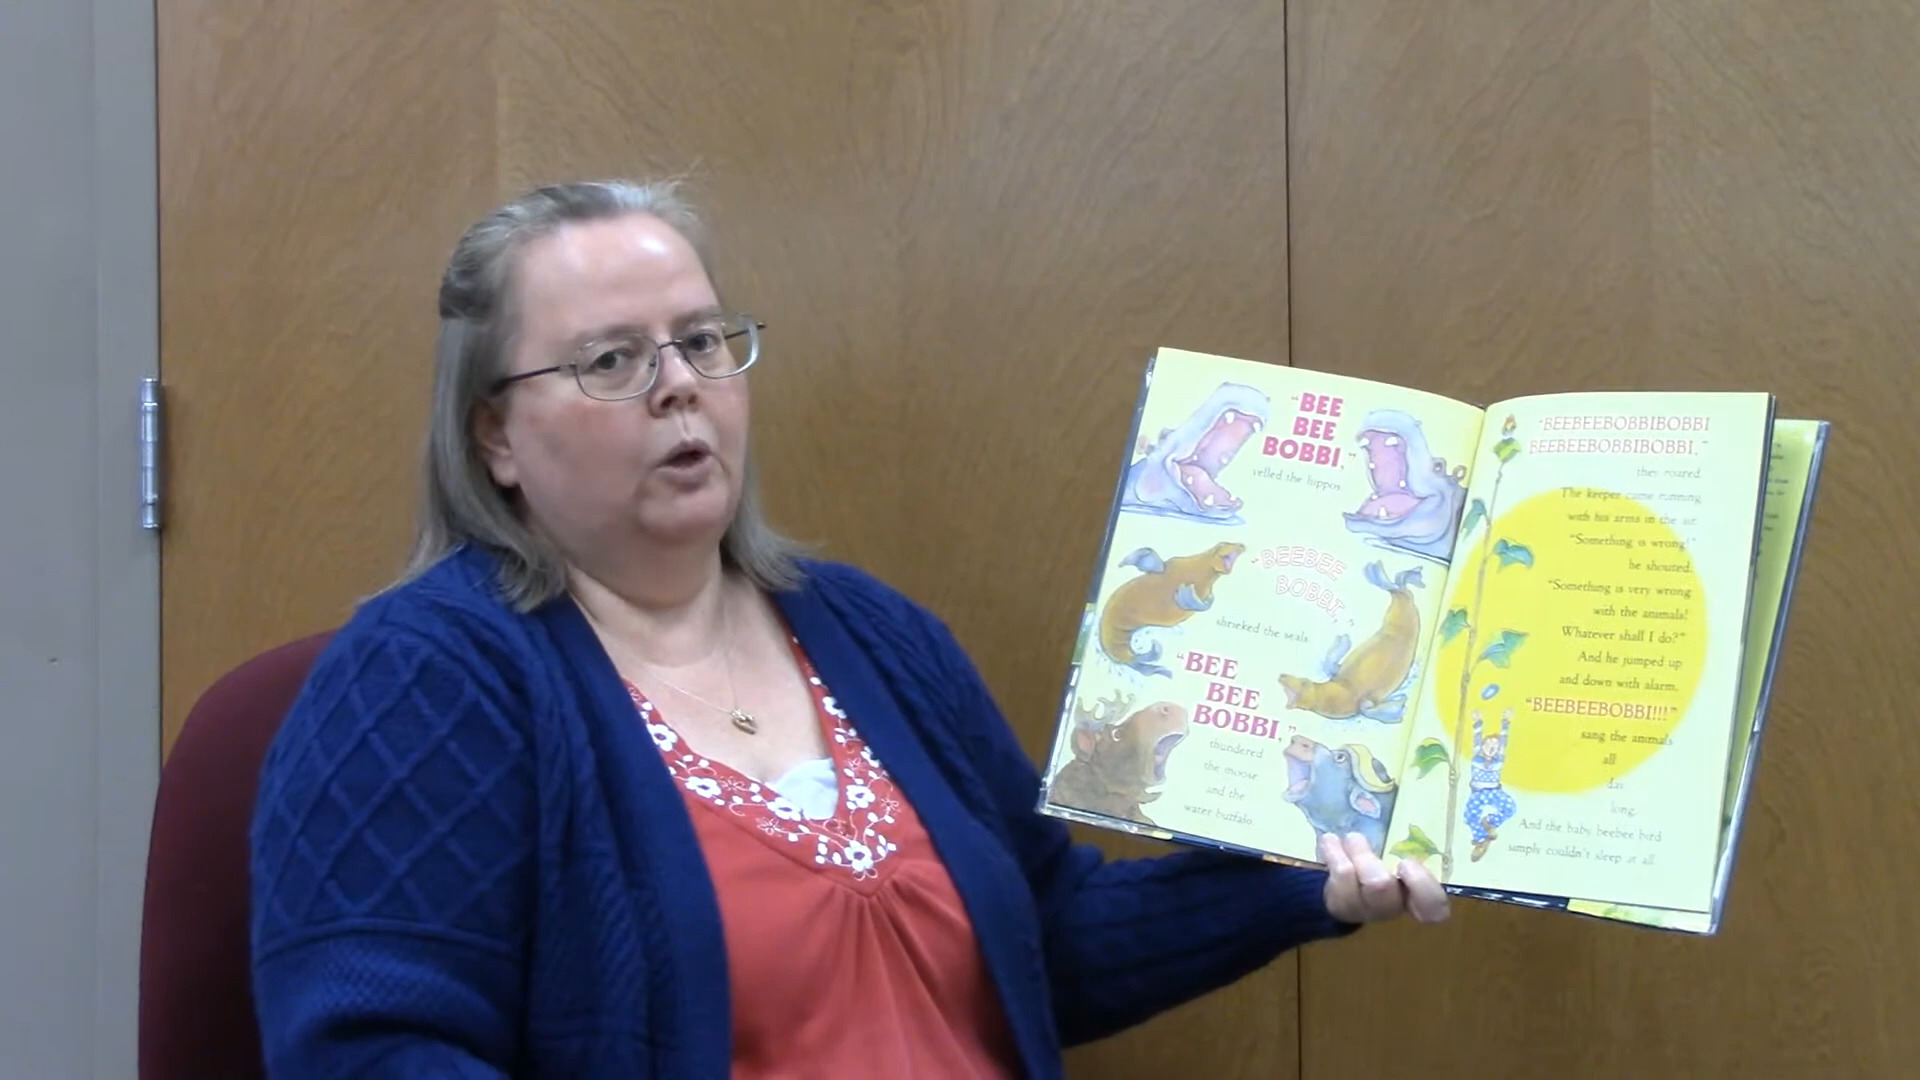 "BEE
BEE
BOBBI,"
yelled the hippos.
"BEEBEE
BOBBI,"
shrieked the seals.
"BEE
BEE
BOBBI,"
thundered
the moose
and the
water buffalo.
"BEEBEEBOBBIBOBBI
BEEBEEBOBBIBOBBI,"
they roared.
The keeper came running
with his arms in the air.
"Something is wrong!"
he shouted.
"Something is very wrong
with the animals!
Whatever shall I do?"
And he jumped up
and down with alarm.
"BEEBEEBOBBI!!!"
sang the animals
all
day
long.
And the baby beebee bird
simply couldn't sleep at all.